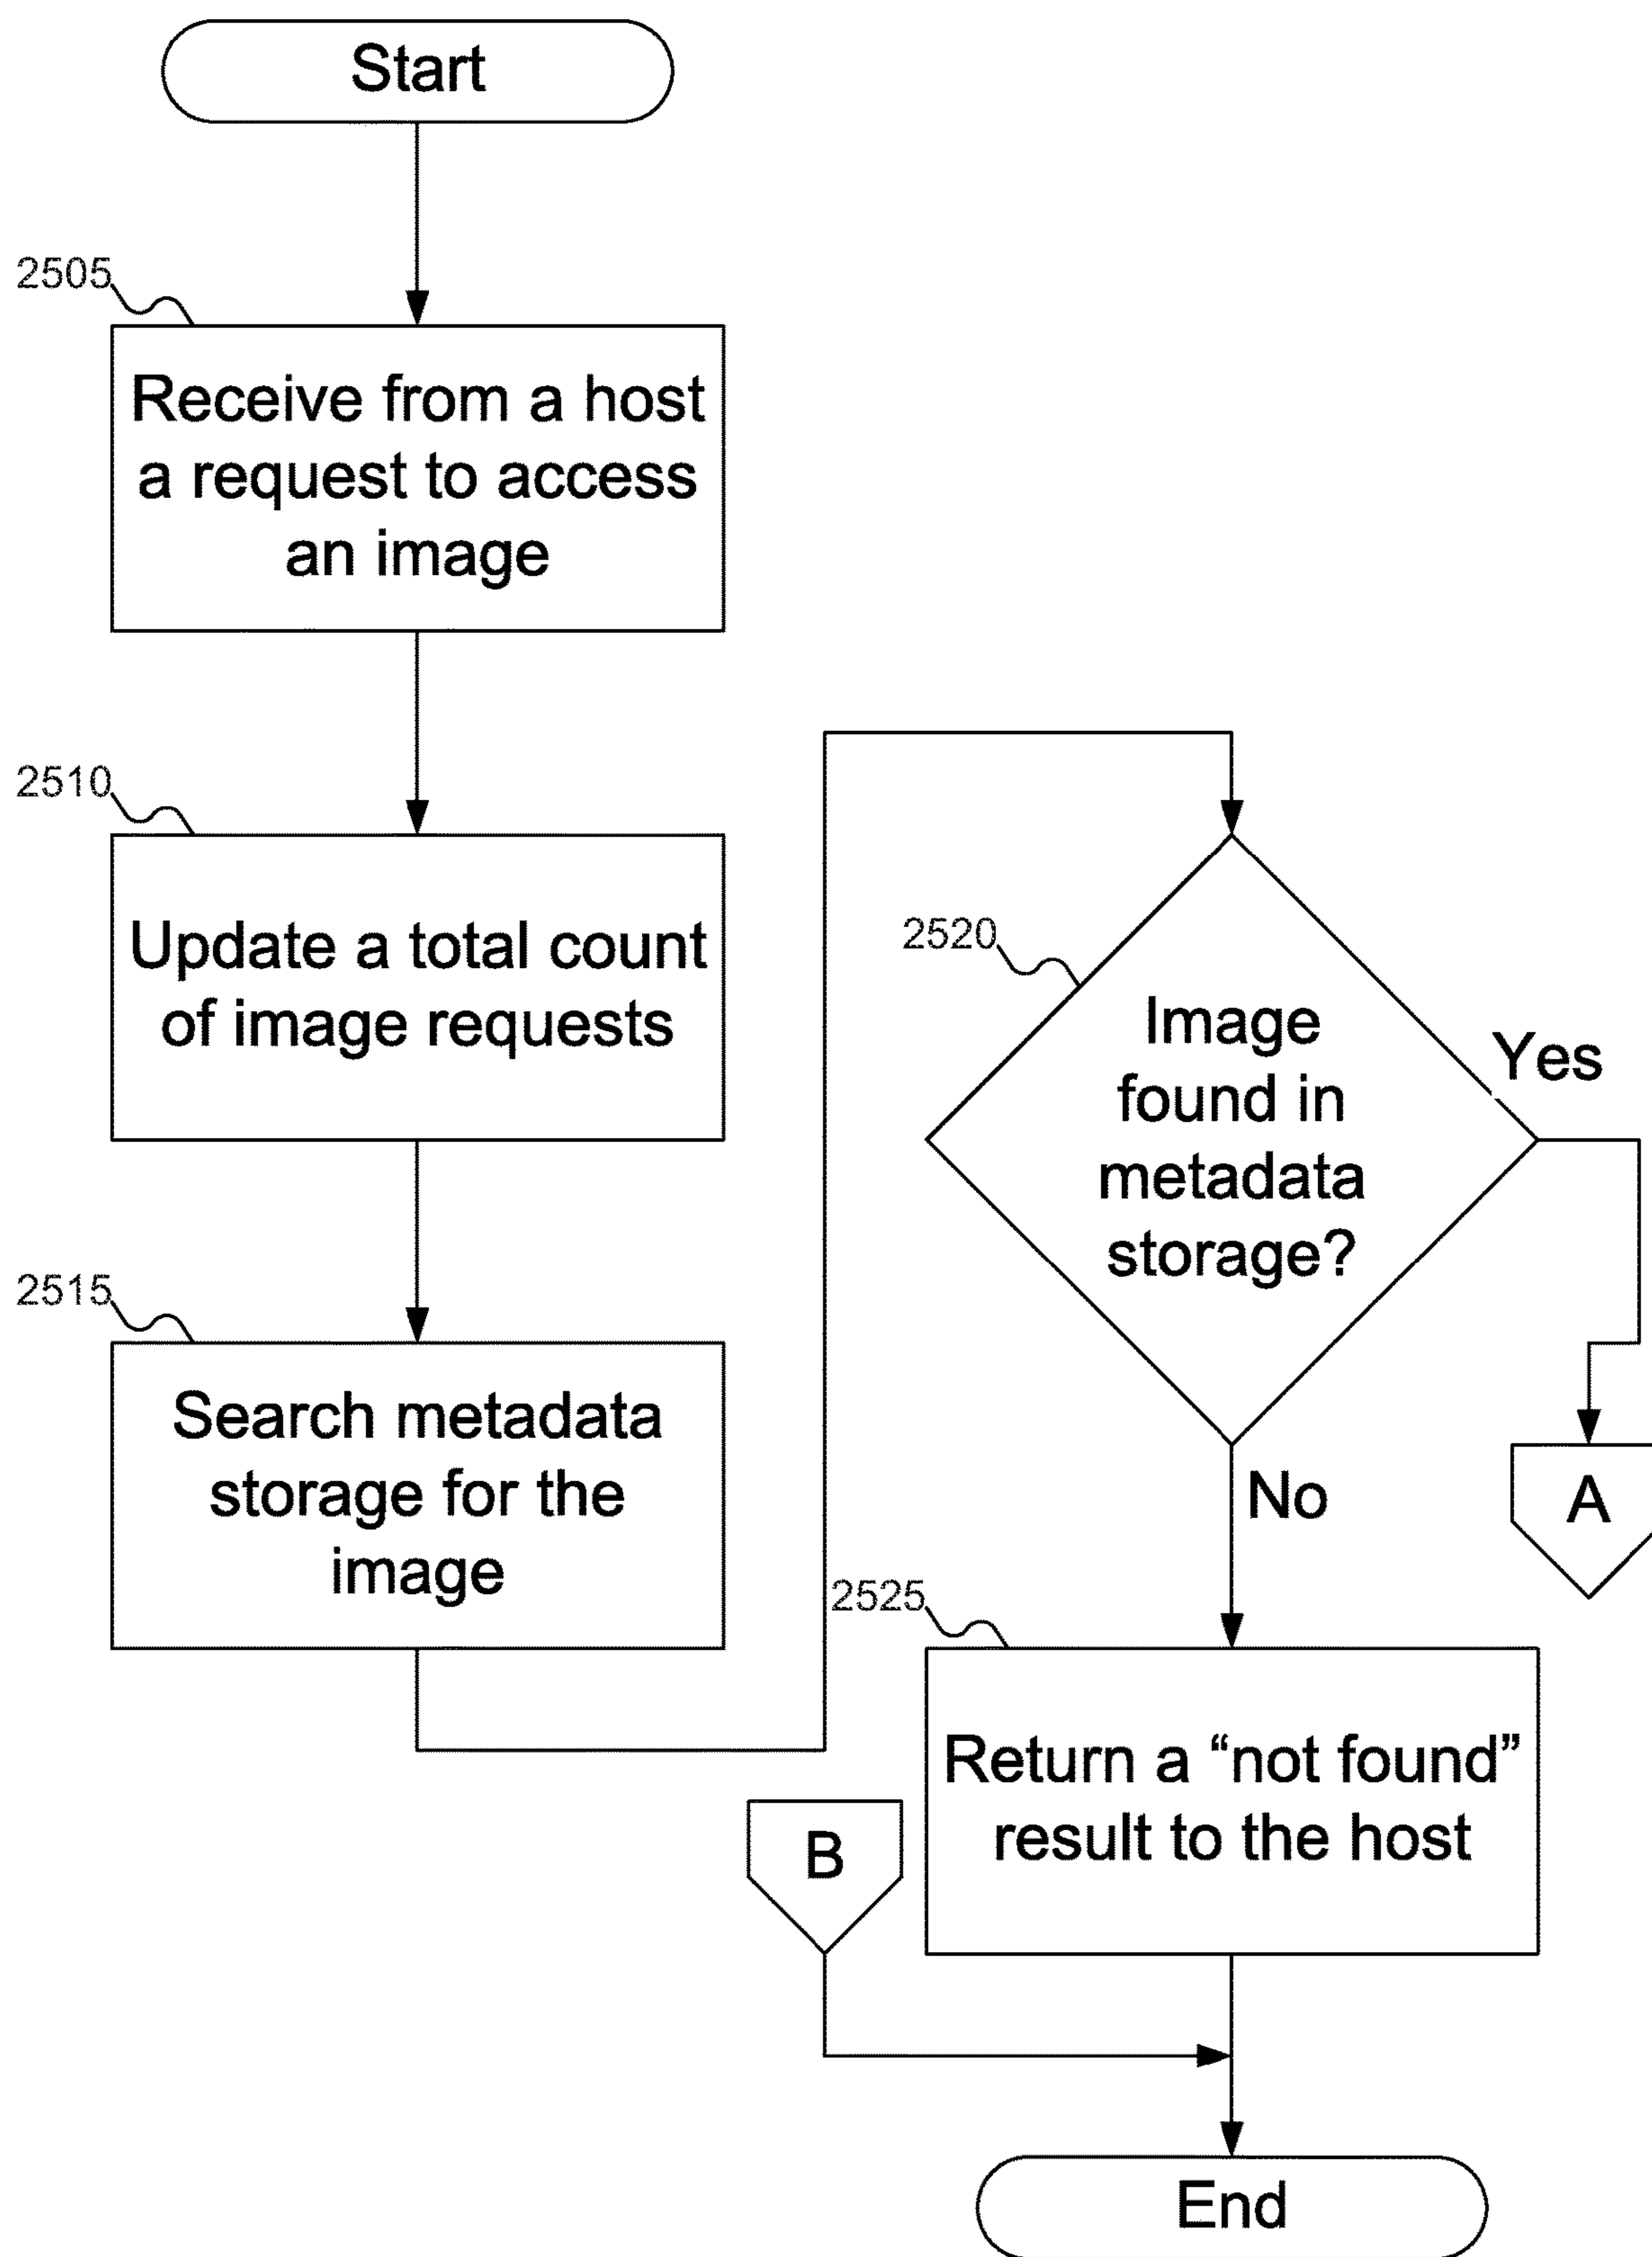 Start
2505
Receive from a host
a request to access
an image
2510
Update a total count
of image requests
2515
Search metadata
storage for the
image
2520
Image
found in
metadata
storage?
Yes
A
No
2525
Return a “not found”
result to the host
B
End